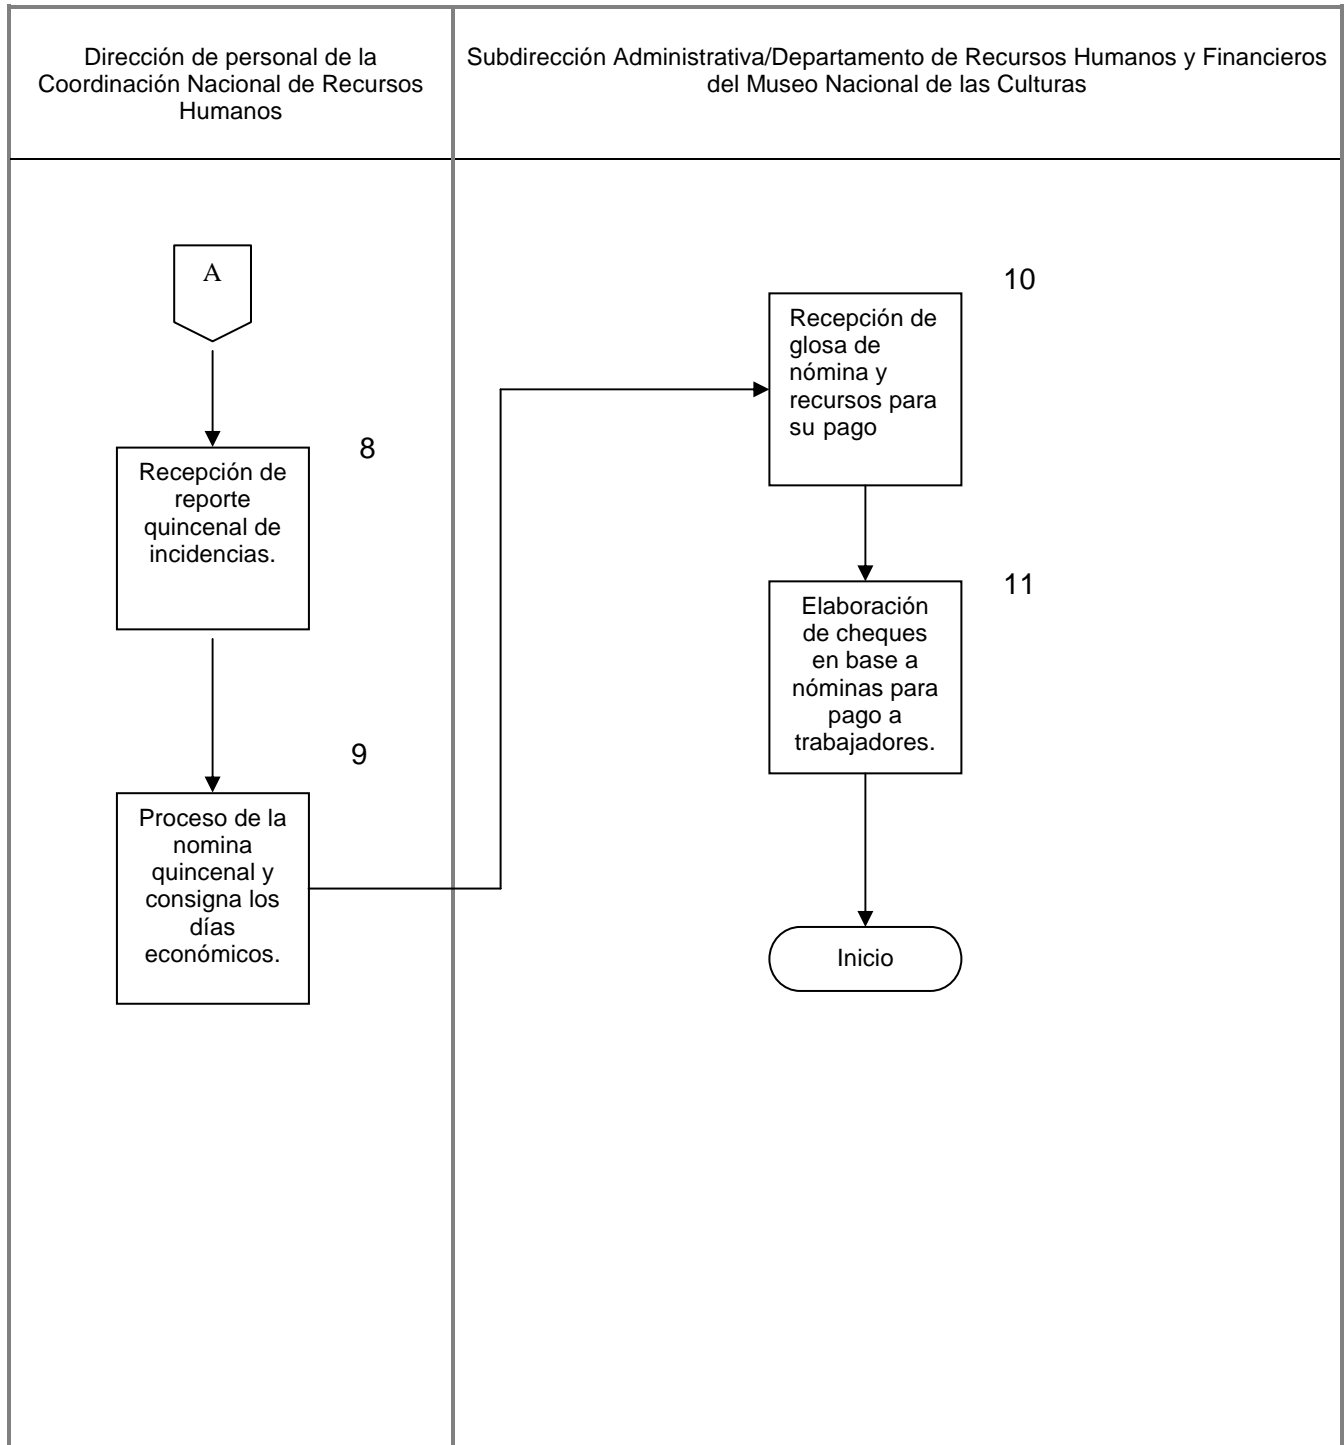 Dirección de personal de la
Coordinación Nacional de Recursos
Humanos
Subdirección Administrativa/Departamento de Recursos Humanos y Financieros
del Museo Nacional de las Culturas
A
8
Recepción de
reporte
quincenal de
incidencias.
9
Proceso de la
nomina
quincenal y
consigna los
días
económicos.
10
Recepción de
glosa de
nómina y
recursos para
su pago
11
Elaboración
de cheques
en base a
nóminas para
pago a
trabajadores.
Inicio